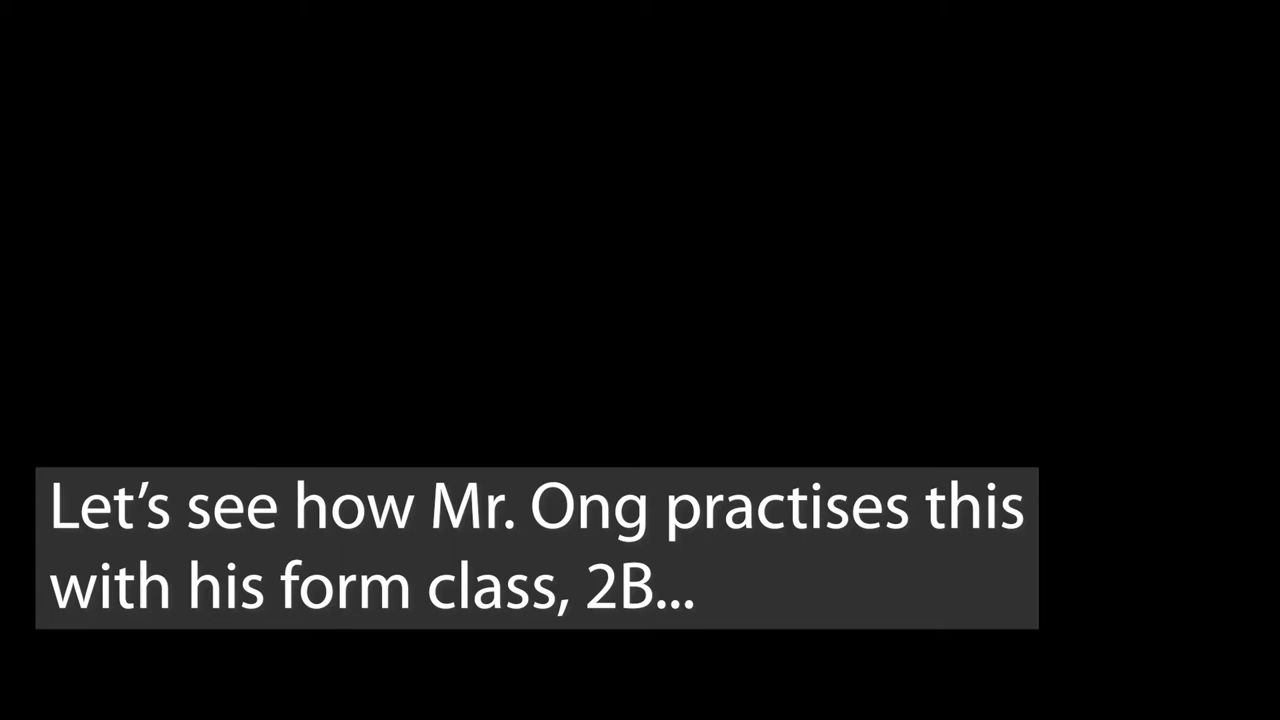 Let’s see how Mr. Ong practises this
with his form class, 2B...